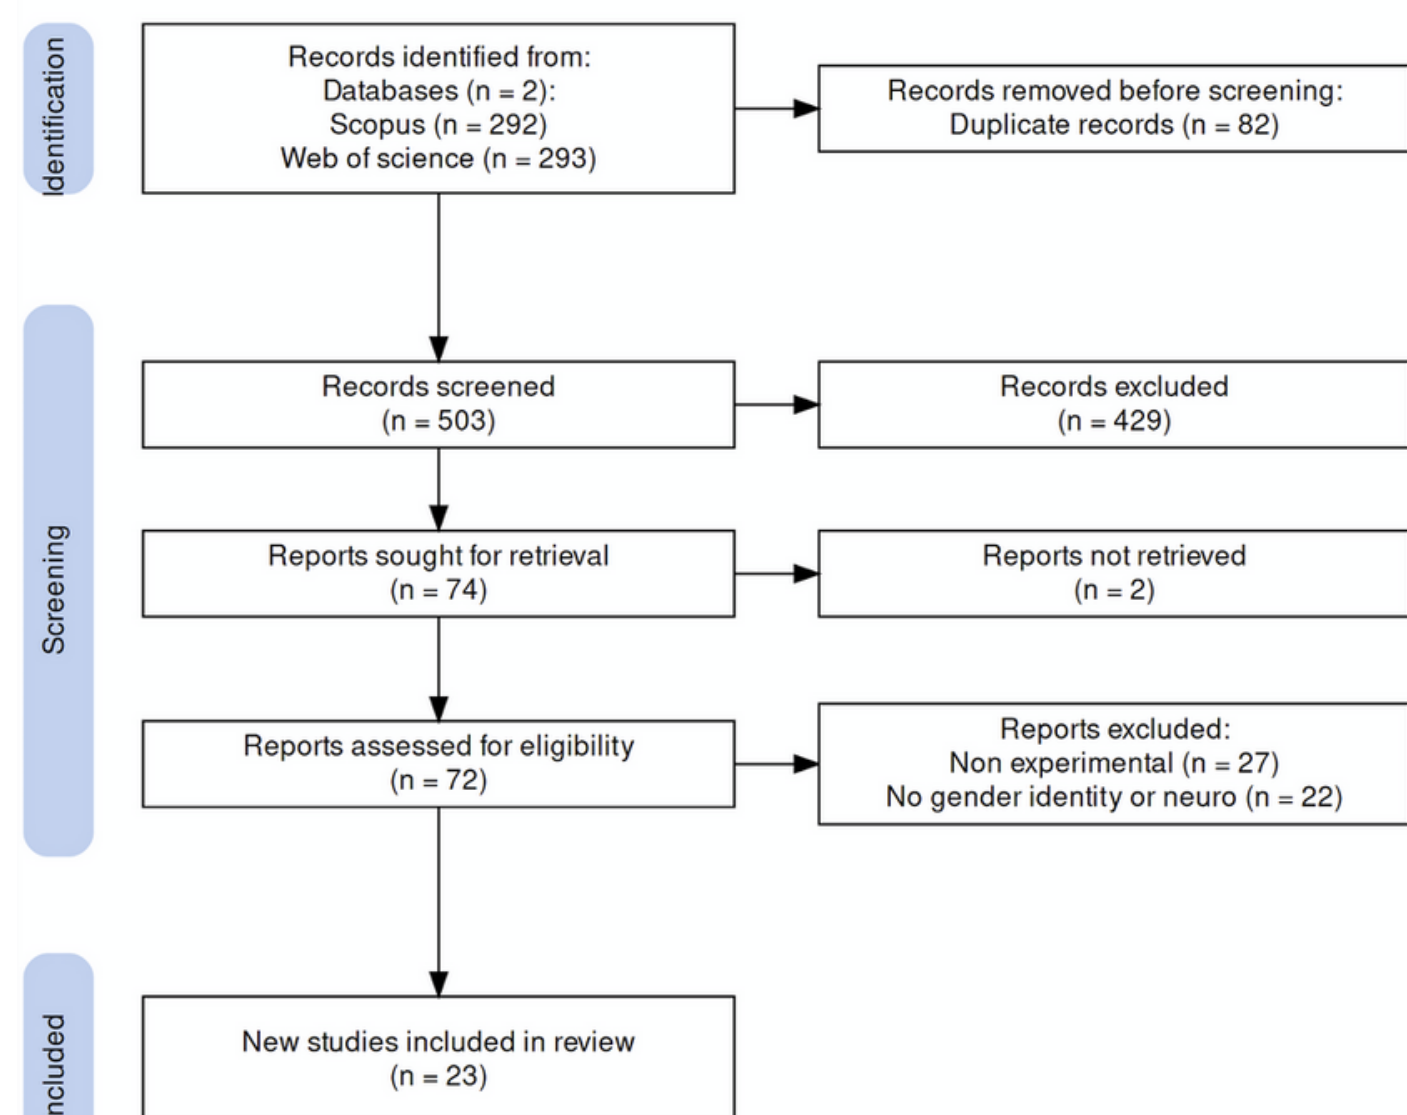 Identification
Records identified from:
Databases (n = 2):
Scopus (n = 292)
Web of science (n = 293)
Records removed before screening:
Duplicate records (n = 82)
Screening
Records screened
(n = 503)
Records excluded
(n = 429)
Reports sought for retrieval
(n = 74)
Reports not retrieved
(n = 2)
Reports assessed for eligibility
(n = 72)
Reports excluded:
Non experimental (n = 27)
No gender identity or neuro (n = 22)
ncluded
New studies included in review
(n = 23)